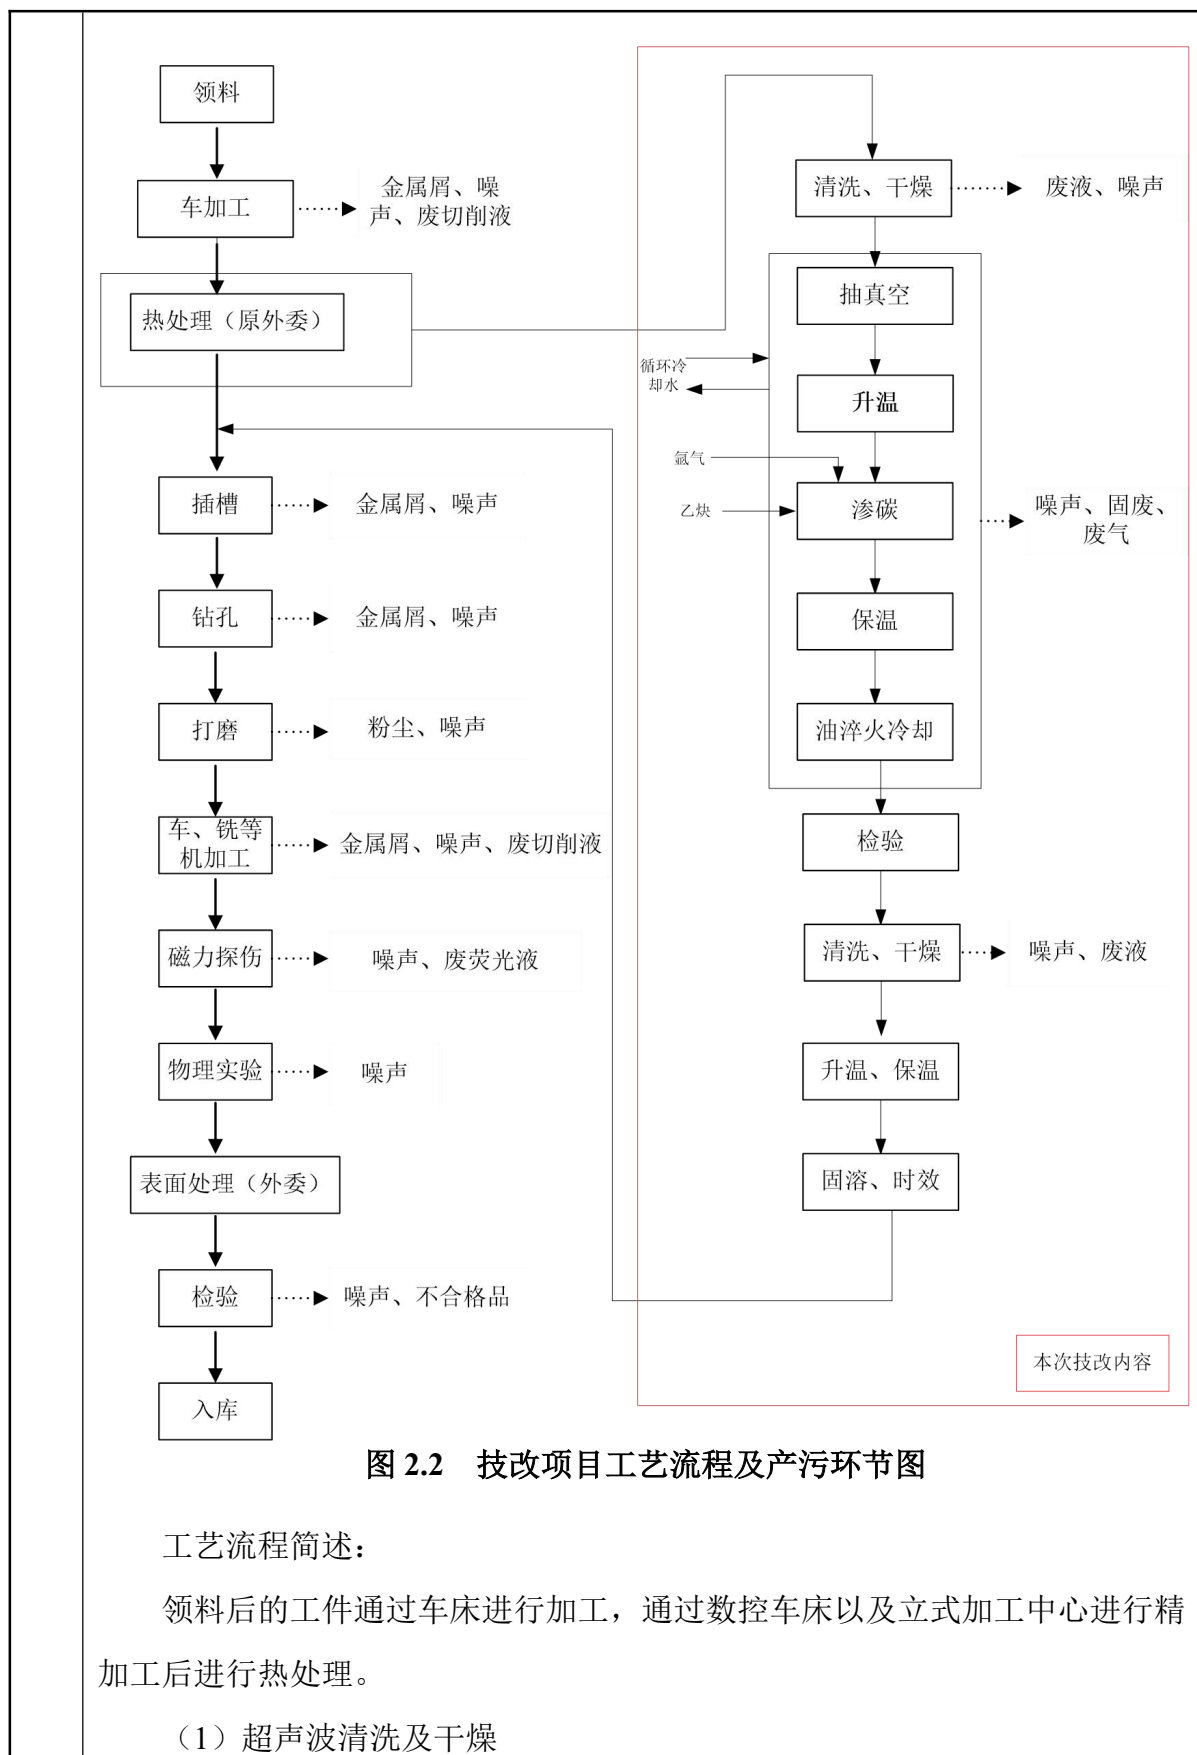 领料
车加工
金属屑、噪
声、废切削液
热处理（原外委）
插槽
金属屑、噪声
钻孔
金属屑、噪声
打磨
粉尘、噪声
车、铣等
机加工
金属屑、噪声、废切削液
磁力探伤
噪声、废荧光液
物理实验
噪声
表面处理（外委）
检验
噪声、不合格品
入库
清洗、干燥
废液、噪声
抽真空
循环冷
却水
升温
氩气
乙炔
渗碳
噪声、固废、
废气
保温
油淬火冷却
检验
清洗、干燥
噪声、废液
升温、保温
固溶、时效
本次技改内容
图 2.2 技改项目工艺流程及产污环节图
工艺流程简述：
领料后的工件通过车床进行加工，通过数控车床以及立式加工中心进行精
加工后进行热处理。
（1）超声波清洗及干燥